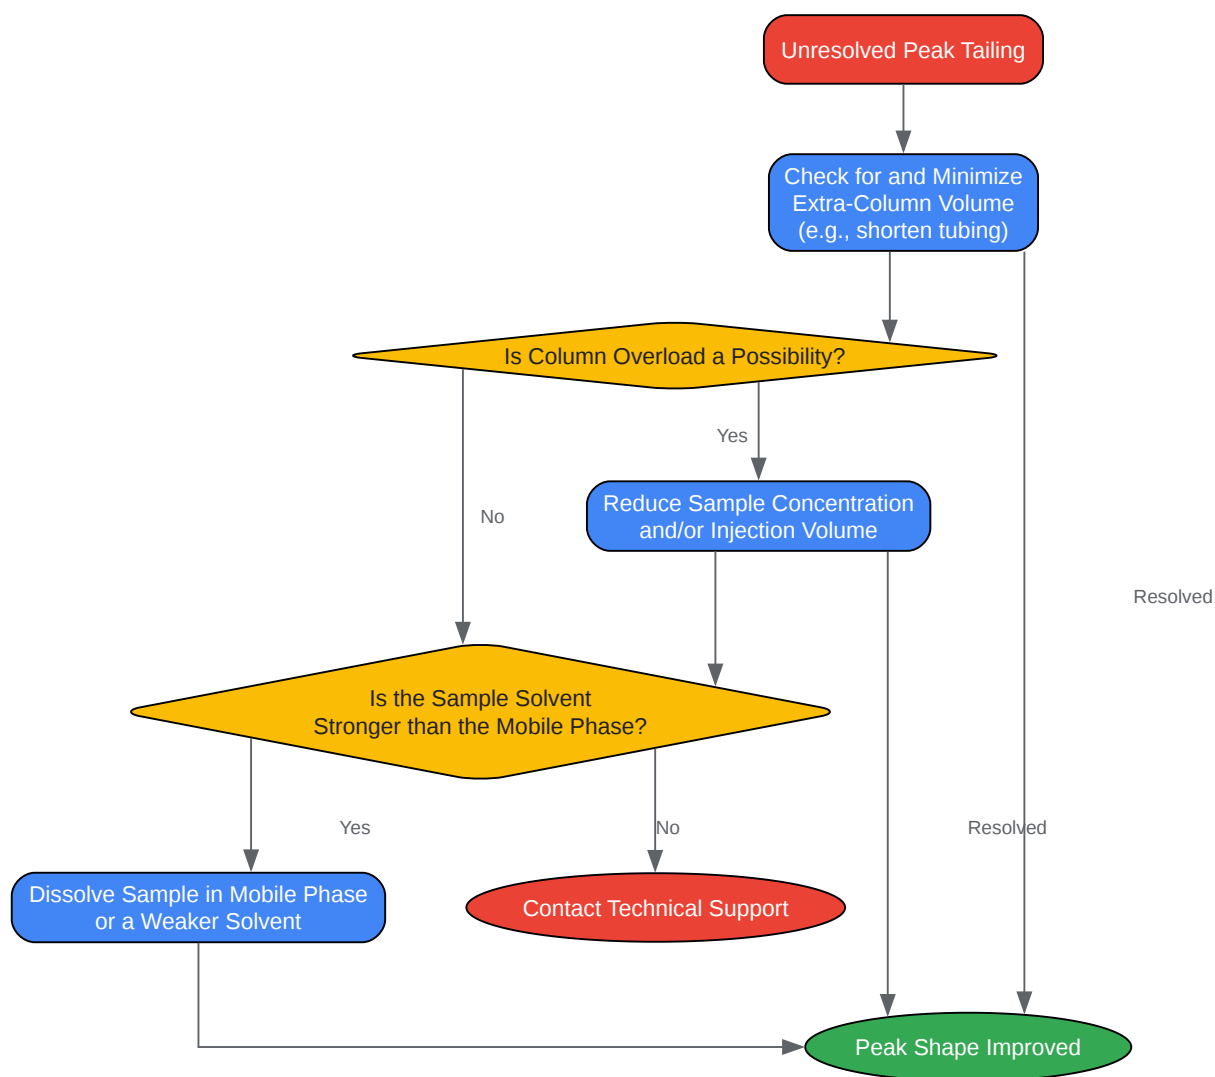 Unresolved Peak Tailing
Check for and Minimize
Extra-Column Volume
(e.g., shorten tubing)
Is Column Overload a Possibility?
Yes
Reduce Sample Concentration
and/or Injection Volume
No
Resolved
Is the Sample Solvent
Stronger than the Mobile Phase?
Yes
No
Resolved
Dissolve Sample in Mobile Phase
or a Weaker Solvent
Contact Technical Support
Peak Shape Improved